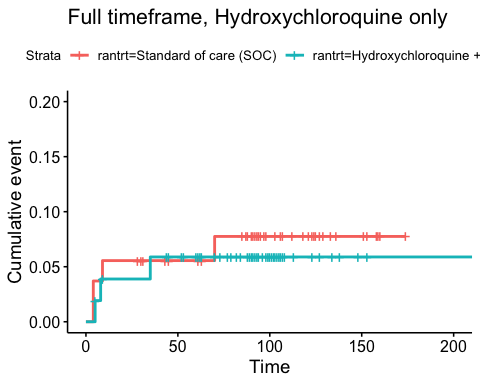 Full timeframe, Hydroxychloroquine only
Strata rantrt=Standard of care (SOC) rantrt=Hydroxychloroquine +
0.20
0.15
0.10
0.05
0.00
Cumulative event
0 50 100 150 200
Time